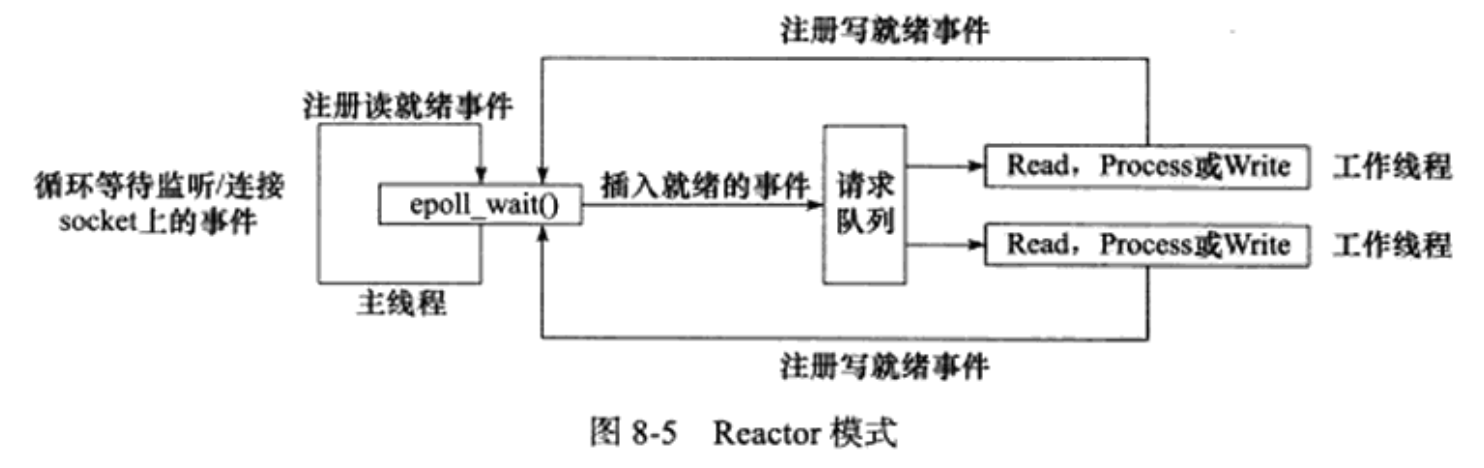 注册写就绪事件
注册读就绪事件
循环等待监听/连接
socket上的事件
epoll_wait()
插入就绪的事件
请求
队列
Read，Process或Write
工作线程
Read，Process或Write
工作线程
主线程
注册写就绪事件
图 8-5 Reactor 模式